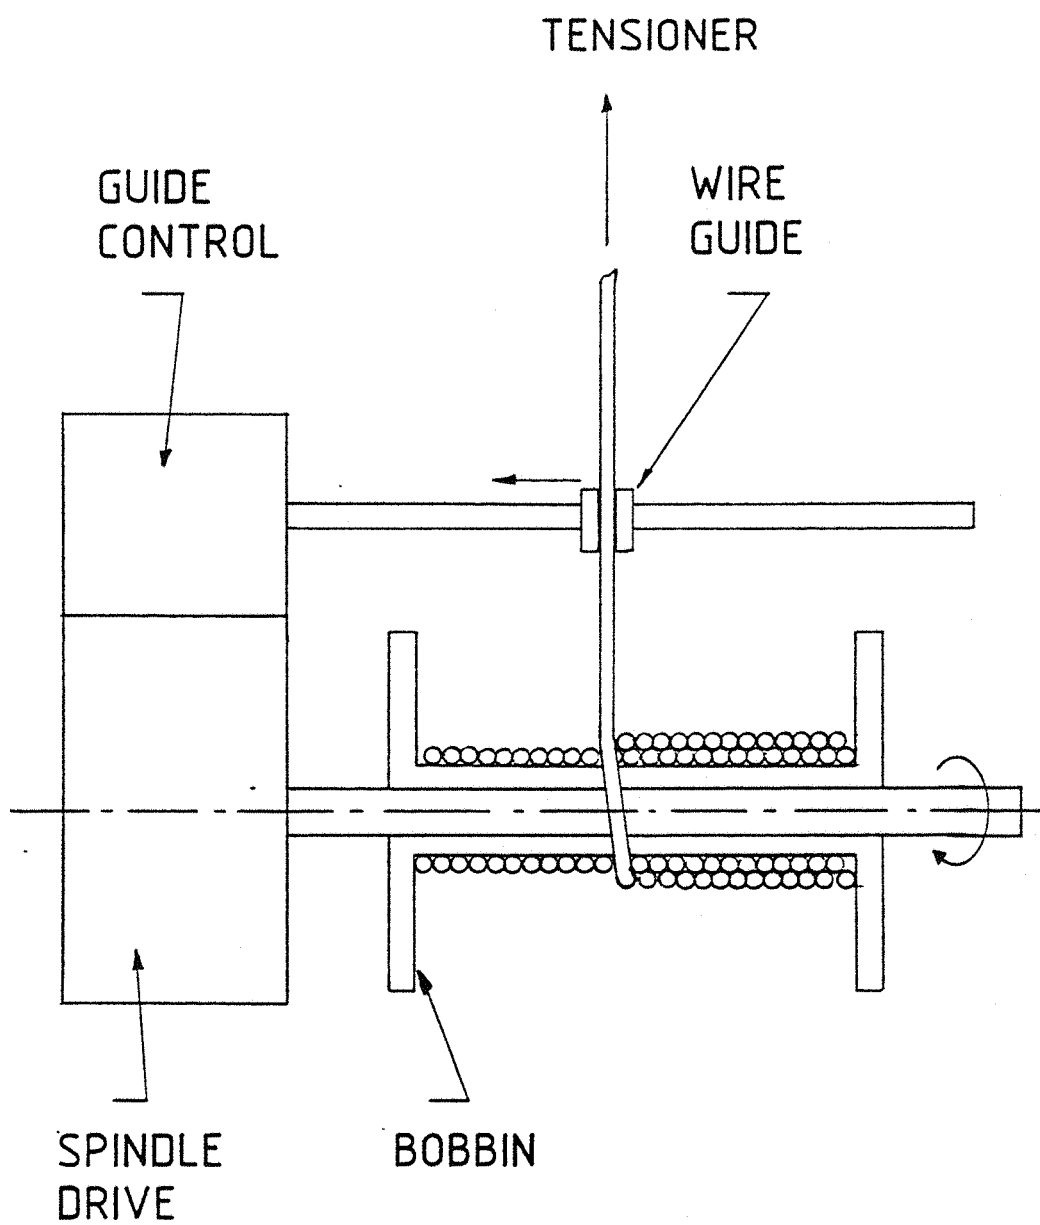 TENSIONER
GUIDE
CONTROL
WIRE
GUIDE
SPINDLE
DRIVE
BOBBIN